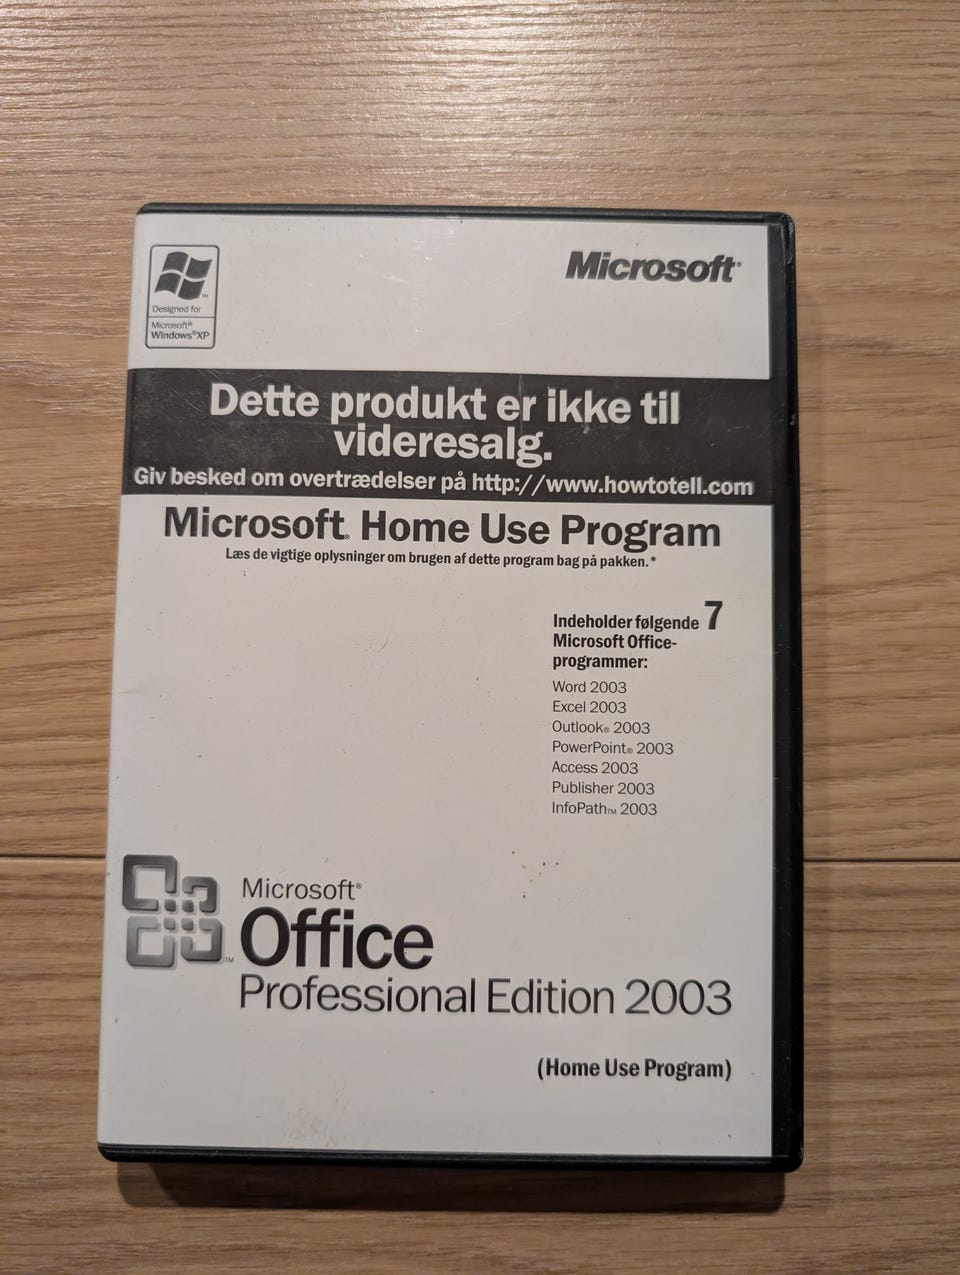 Microsoft®
Designed for
Microsoft®
Windows®XP
Dette produkt er ikke til
videresalg.
Giv besked om overtrædelser på http://www.howtotell.com
Microsoft® Home Use Program
Læs de vigtige oplysninger om brugen af dette program bag på pakken.*
Indeholder følgende 7
Microsoft Office-
programmer:
Word 2003
Excel 2003
Outlook® 2003
PowerPoint® 2003
Access 2003
Publisher 2003
InfoPath™ 2003
Microsoft®
Office
Professional Edition 2003
(Home Use Program)